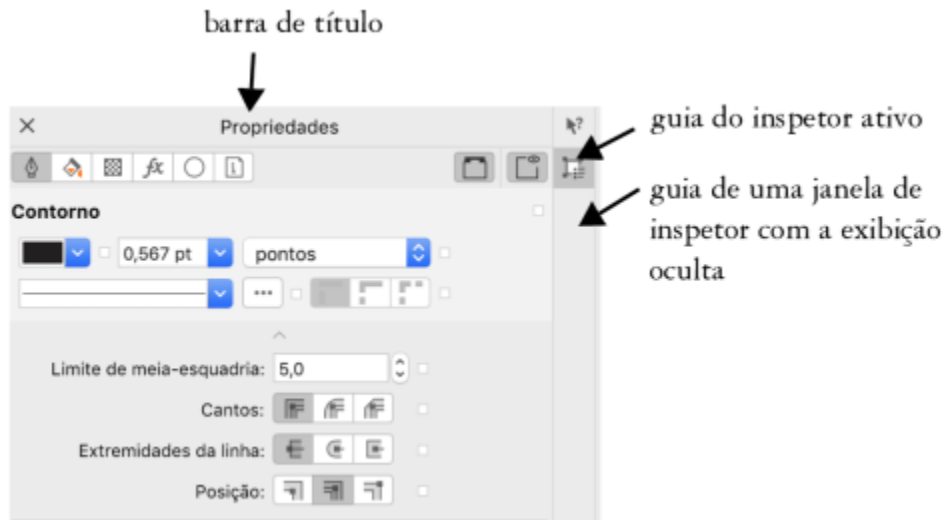 barra de título
Propriedades
guia do inspetor ativo
guia de uma janela de
inspetor com a exibição
oculta
fx
Contorno
0,567 pt
pontos
Limite de meia-esquadria: 5,0
Cantos:
Extremidades da linha:
Posição: